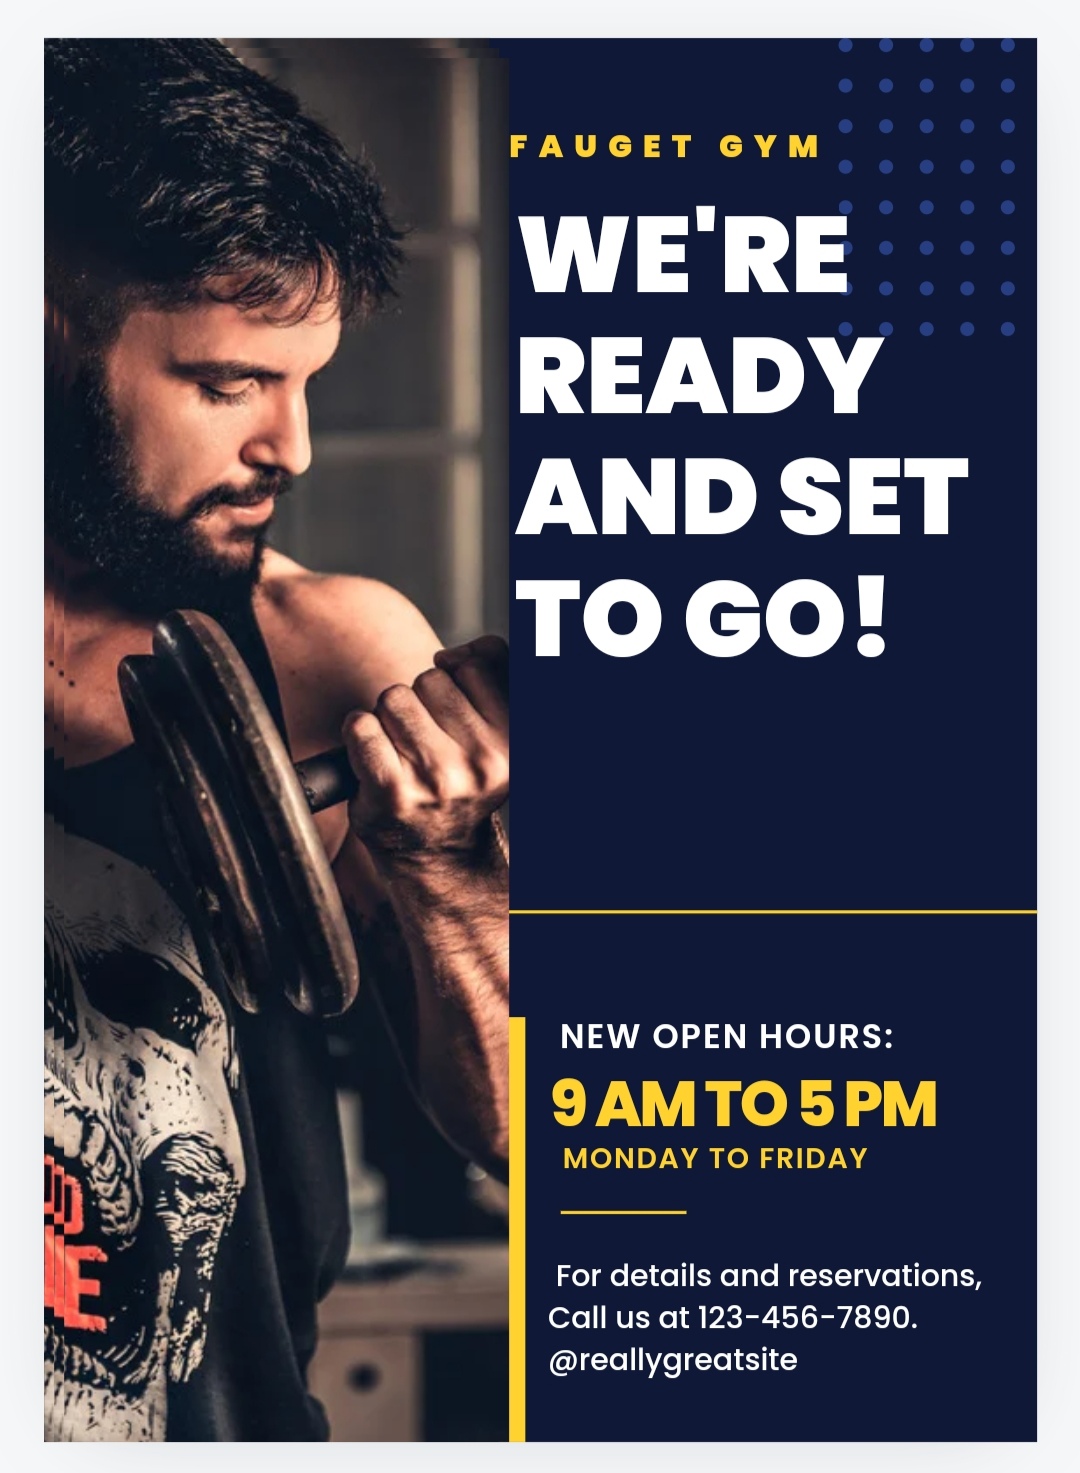 FAUGET GYM
WE'RE
READY
AND SET
TO GO!
NEW OPEN HOURS:
9 AM TO 5 PM
MONDAY TO FRIDAY
For details and reservations,
Call us at 123-456-7890.
@reallygreatsite